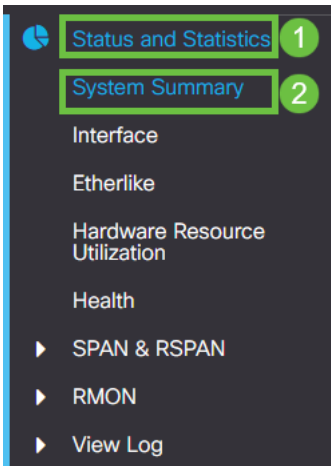 Status and Statistics 1
System Summary 2
Interface
Etherlike
Hardware Resource
Utilization
Health
SPAN & RSPAN
RMON
View Log